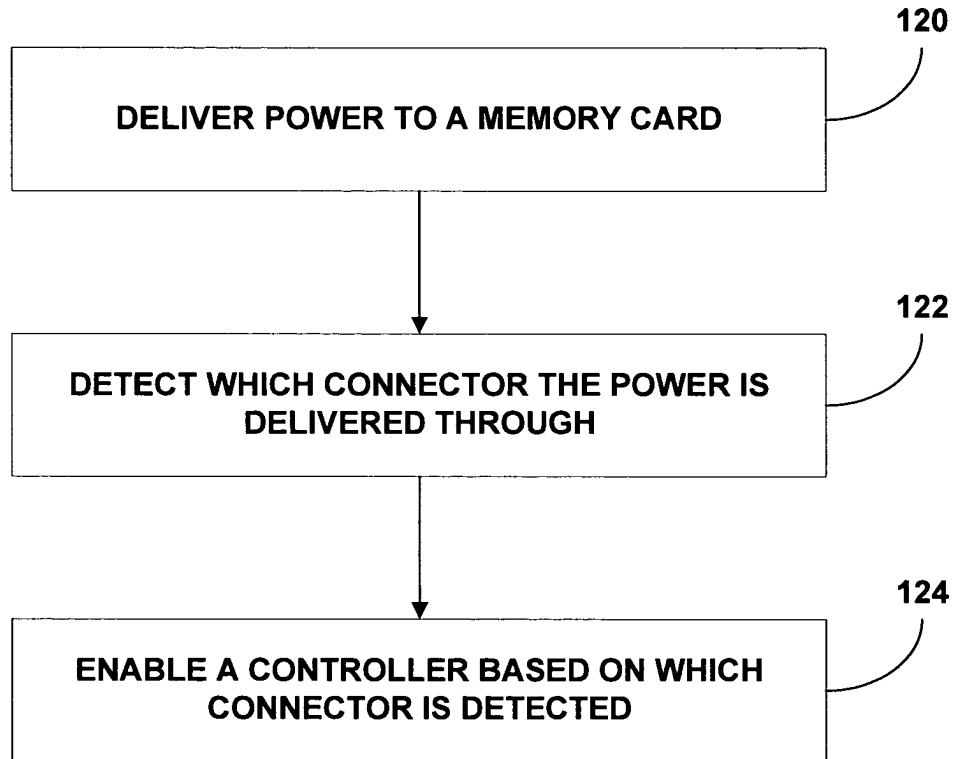 120
DELIVER POWER TO A MEMORY CARD
122
DETECT WHICH CONNECTOR THE POWER IS
DELIVERED THROUGH
124
ENABLE A CONTROLLER BASED ON WHICH
CONNECTOR IS DETECTED